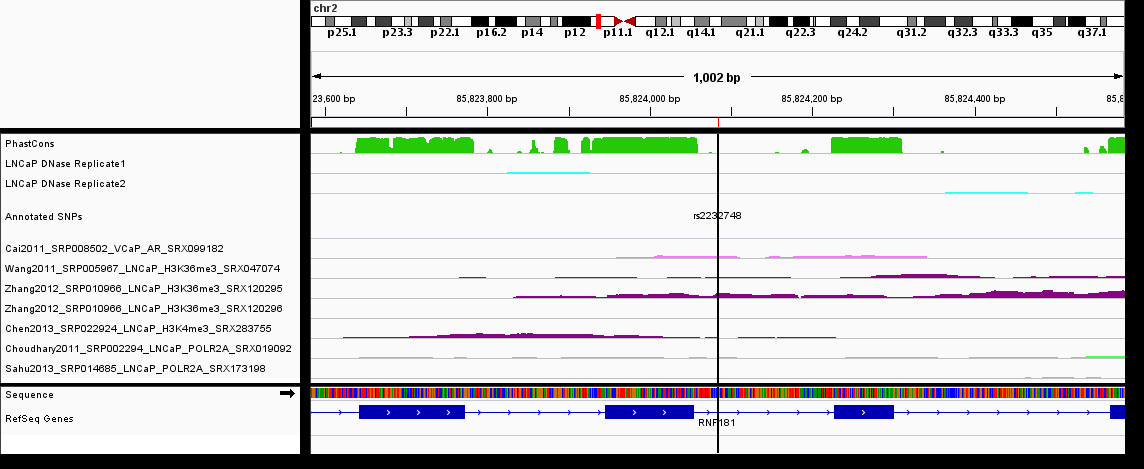 chr2
p25.1 p23.3 p22.1 p16.2 p14 p12 p11.1 q12.1 q14.1 q21.1 q22.3 q24.2 q31.2 q32.3 q33.3 q35 q37.1
1,002 bp
23,600 bp 85,823,800 bp 85,824,000 bp 85,824,200 bp 85,824,400 bp 85,8
PhastCons
LNCaP DNase Replicate1
LNCaP DNase Replicate2
Annotated SNPs
rs2232748
Cai2011_SRP008502_VCaP_AR_SRX099182
Wang2011_SRP005967_LNCaP_H3K36me3_SRX047074
Zhang2012_SRP010966_LNCaP_H3K36me3_SRX120295
Zhang2012_SRP010966_LNCaP_H3K36me3_SRX120296
Chen2013_SRP022924_LNCaP_H3K4me3_SRX283755
Choudhary2011_SRP002294_LNCaP_POLR2A_SRX019092
Sahu2013_SRP014685_LNCaP_POLR2A_SRX173198
Sequence
RefSeq Genes
RNF181